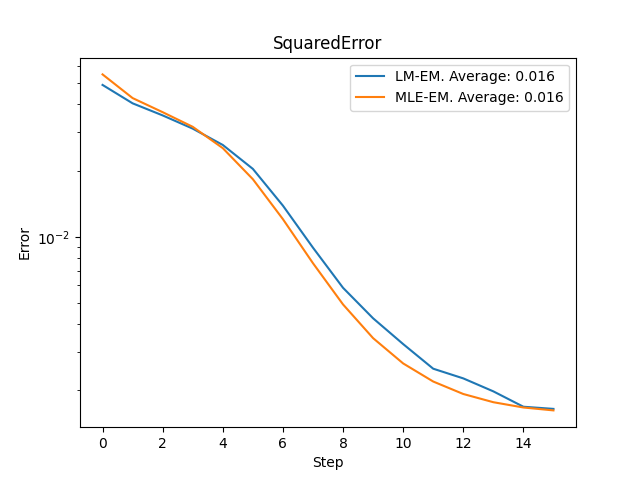 SquaredError
LM-EM. Average: 0.016
MLE-EM. Average: 0.016
Error
10⁻²
0 2 4 6 8 10 12 14
Step